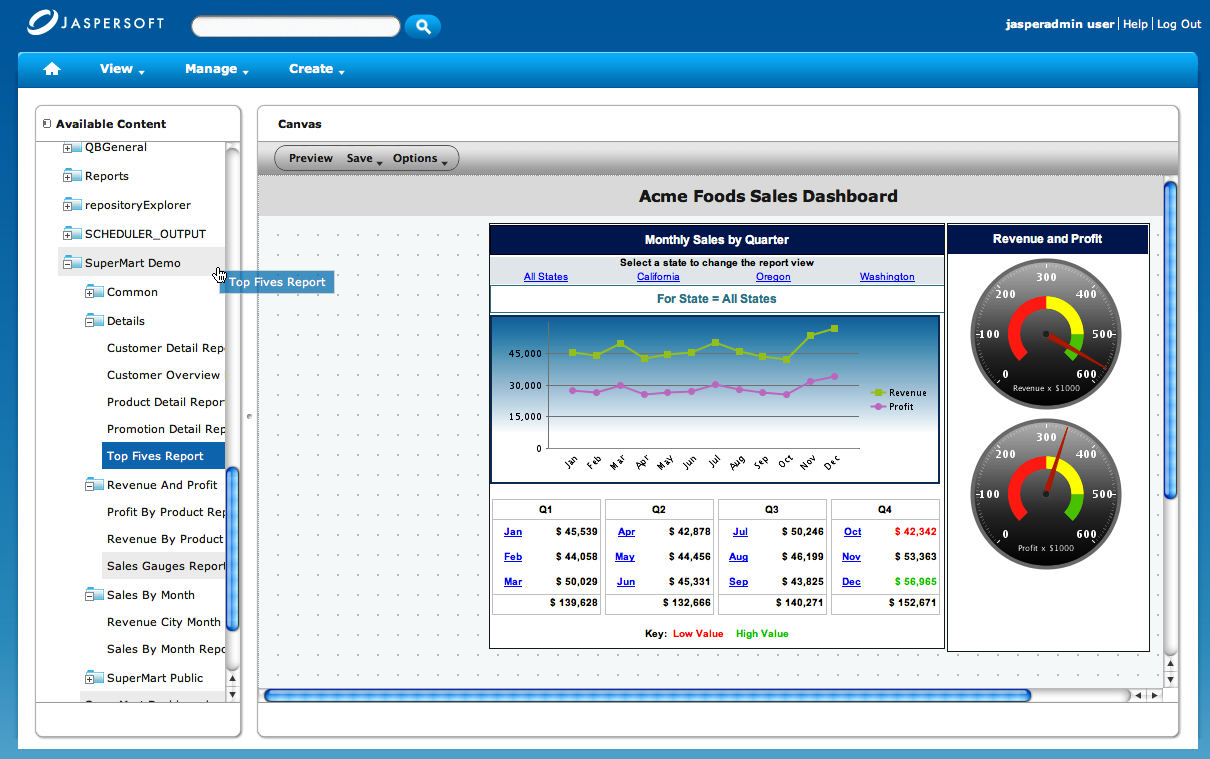 JASPERSOFT
jasperadmin user | Help | Log Out
View Manage Create
Available Content
QBGeneral
Reports
repositoryExplorer
SCHEDULER_OUTPUT
SuperMart Demo
Top Fives Report
Common
Details
Customer Detail Rep
Customer Overview
Product Detail Repor
Promotion Detail Rep
Top Fives Report
Revenue And Profit
Profit By Product Rep
Revenue By Product
Sales Gauges Report
Sales By Month
Revenue City Month
Sales By Month Repo
SuperMart Public
Canvas
Preview Save Options
Acme Foods Sales Dashboard
Monthly Sales by Quarter
Select a state to change the report view
All States California Oregon Washington
For State = All States
45,000
30,000
15,000
0
Jan Feb Mar Apr May Jun Jul Aug Sep Oct Nov Dec
Revenue
Profit
Q1 Q2 Q3 Q4
Jan $ 45,539 Apr $ 42,878 Jul $ 50,246 Oct $ 42,342
Feb $ 44,058 May $ 44,456 Aug $ 46,199 Nov $ 53,363
Mar $ 50,029 Jun $ 45,331 Sep $ 43,825 Dec $ 56,965
$ 139,628 $ 132,666 $ 140,271 $ 152,671
Key: Low Value High Value
Revenue and Profit
300
200 400
100 500
0 600
Revenue x $1000
300
200 400
100 500
0 600
Profit x $1000